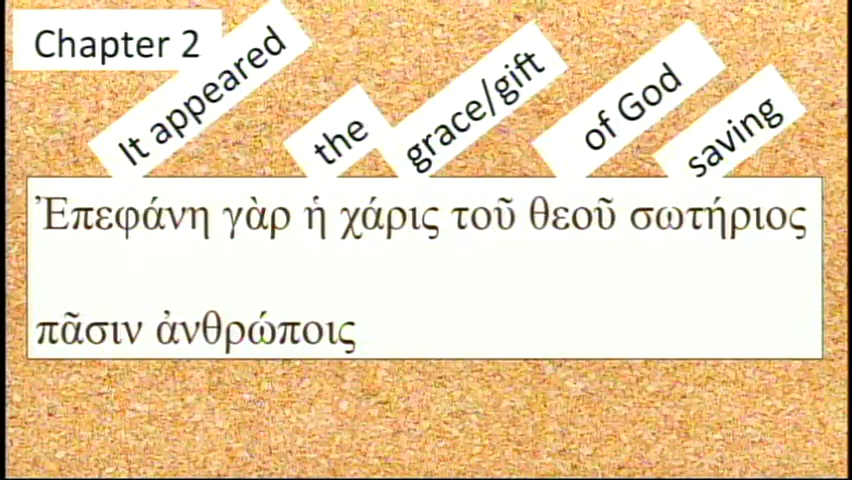 Chapter 2
It appeared
the
grace/gift
of God
saving
Ἐπεφάνη γὰρ ἡ χάρις τοῦ θεοῦ σωτήριος
πᾶσιν ἀνθρώποις